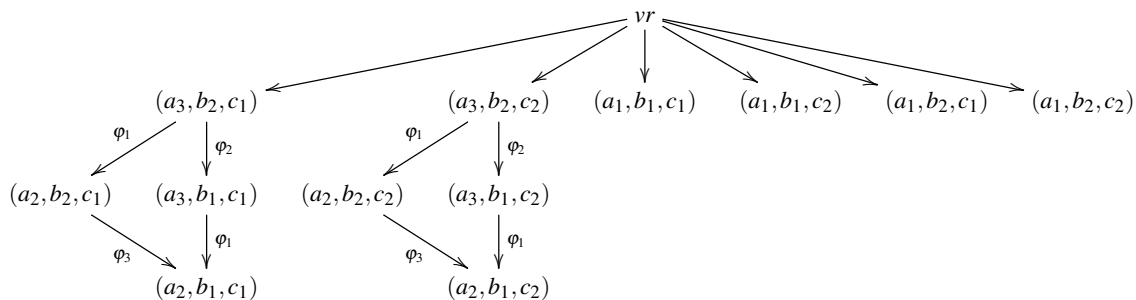 vr
(a₃,b₂,c₁) (a₃,b₂,c₂) (a₁,b₁,c₁) (a₁,b₁,c₂) (a₁,b₂,c₁) (a₁,b₂,c₂)
φ₁ φ₂ φ₁ φ₂
(a₂,b₂,c₁) (a₃,b₁,c₁) (a₂,b₂,c₂) (a₃,b₁,c₂)
φ₃ φ₁ φ₃ φ₁
(a₂,b₁,c₁) (a₂,b₁,c₂)